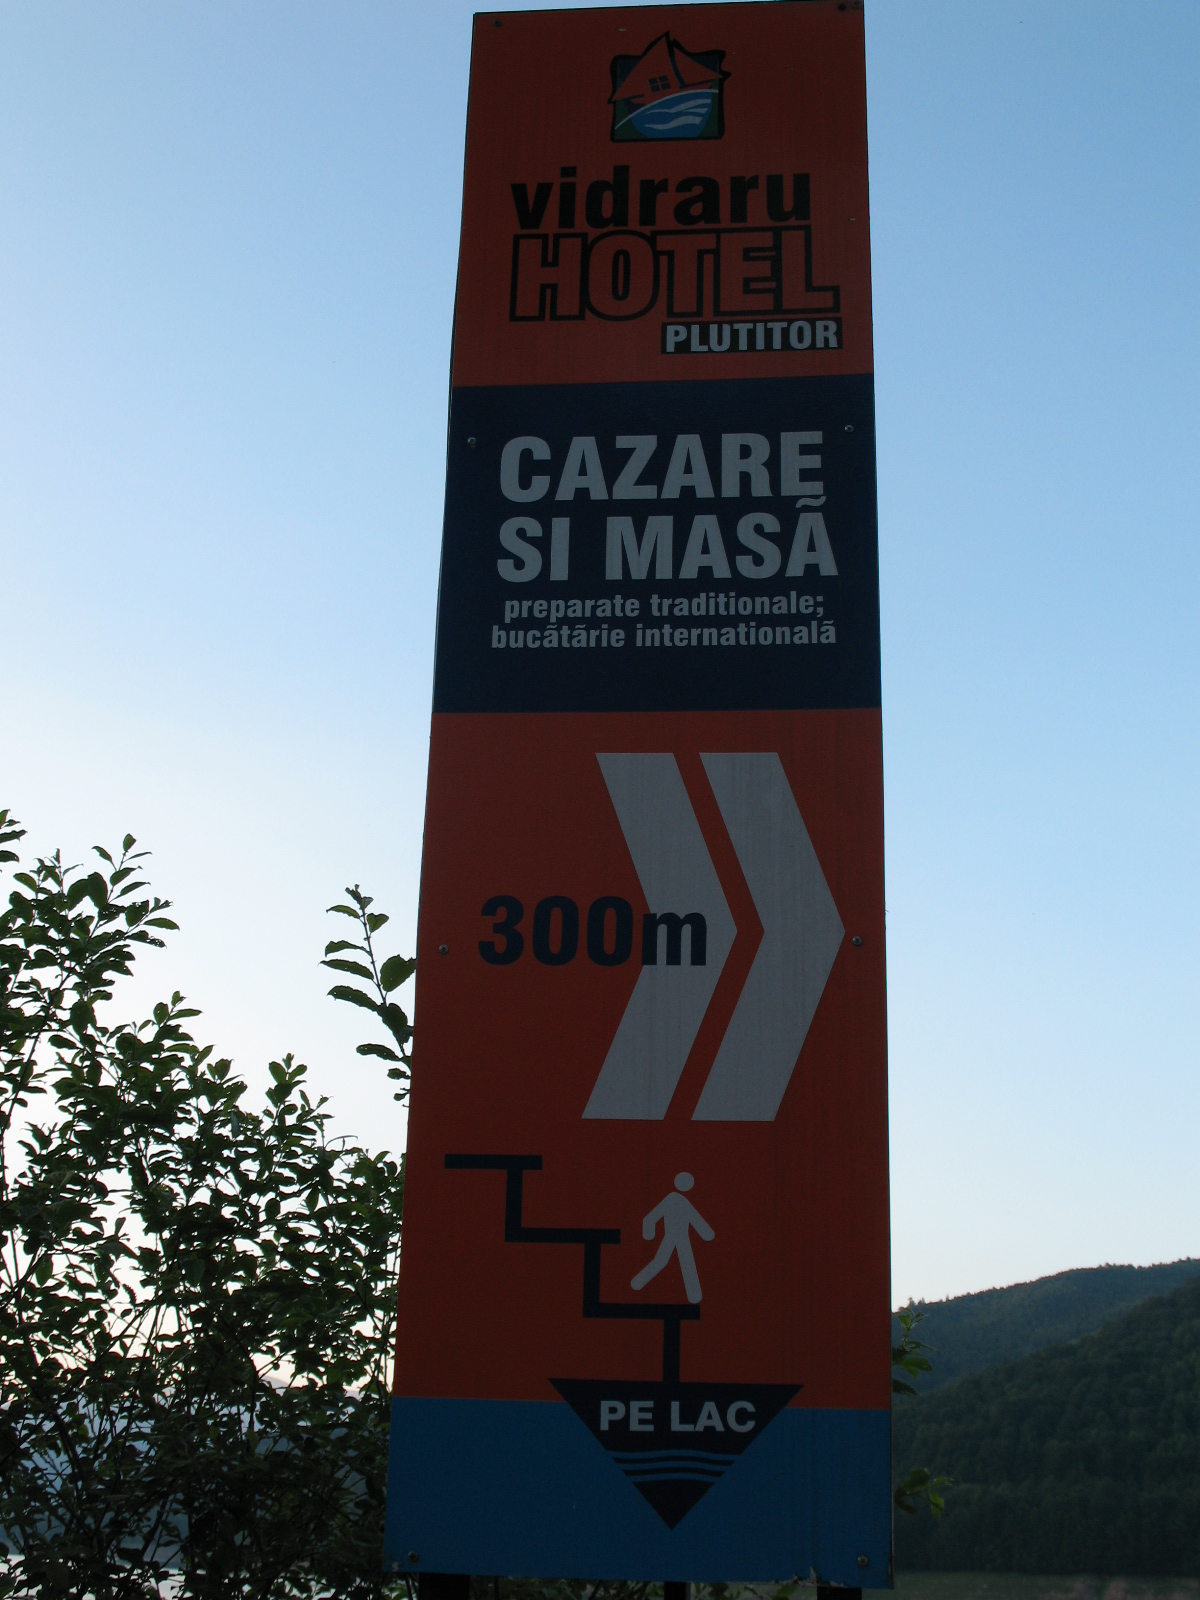 vidraru
HOTEL
PLUTITOR
CAZARE
SI MASÃ
preparate traditionale;
bucãtãrie internationalã
300m
PE LAC